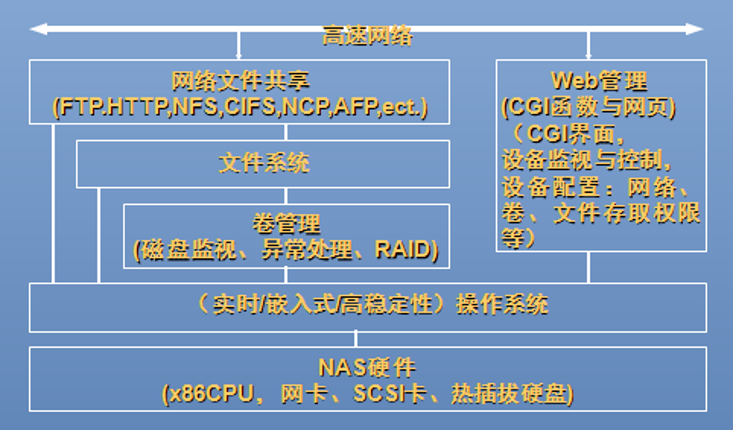 高速网络
网络文件共享
(FTP.HTTP,NFS,CIFS,NCP,AFP,ect.)
文件系统
卷管理
(磁盘监视、异常处理、RAID)
Web管理
(CGI函数与网页)
（CGI界面,
设备监视与控制,
设备配置：网络、
卷、文件存取权限
等）
（实时/嵌入式/高稳定性）操作系统
NAS硬件
(x86CPU，网卡、SCSI卡、热插拔硬盘)